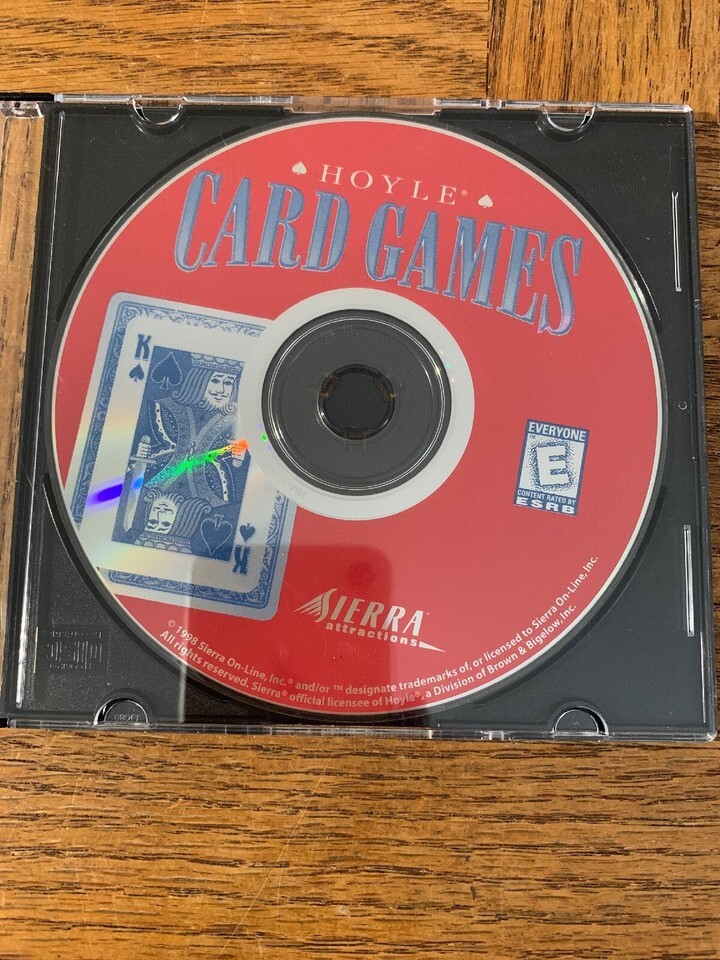 ♠ HOYLE® ♠
CARD GAMES
K
K
EVERYONE
E
CONTENT RATED BY
ESRB
SIERRA™
attractions
© 1998 Sierra On-Line, Inc.® and/or ™ designate trademarks of, or licensed to Sierra On-Line, Inc.
All rights reserved. Sierra® official licensee of Hoyle®, a Division of Brown & Bigelow, Inc.
disc